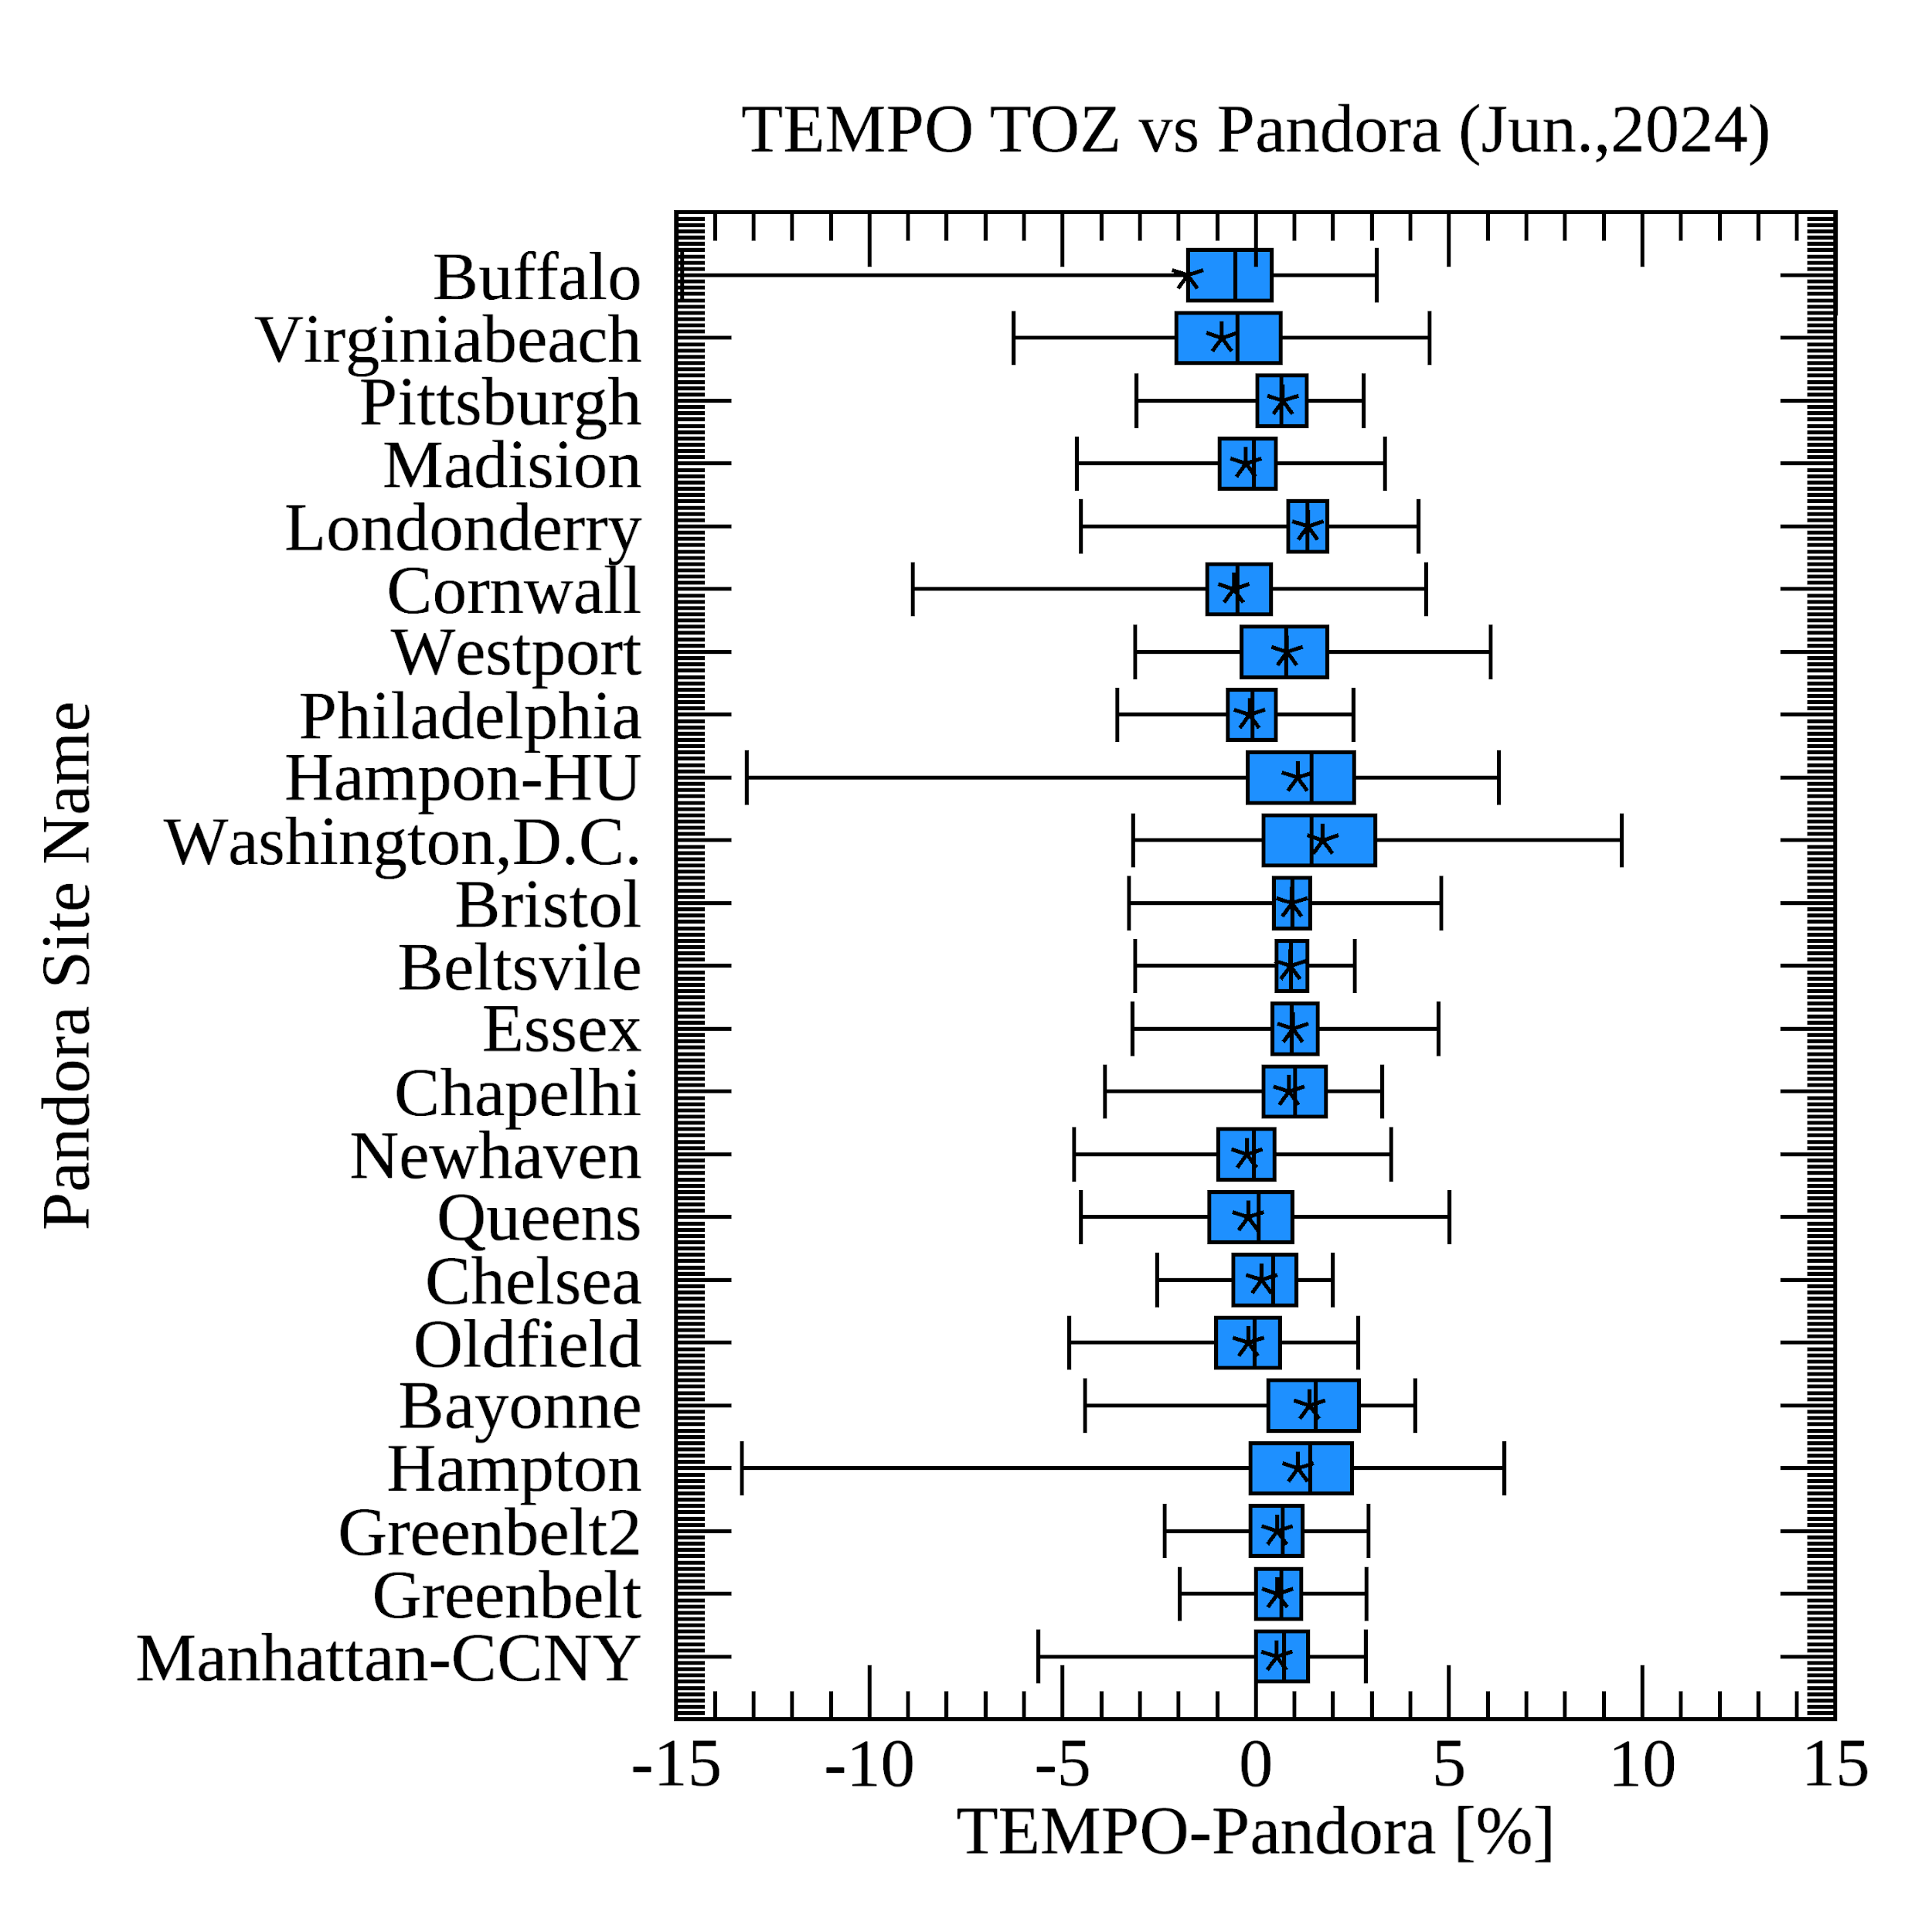 TEMPO TOZ vs Pandora (Jun.,2024)
Pandora Site Name
Buffalo
Virginiabeach
Pittsburgh
Madision
Londonderry
Cornwall
Westport
Philadelphia
Hampon-HU
Washington,D.C.
Bristol
Beltsvile
Essex
Chapelhi
Newhaven
Queens
Chelsea
Oldfield
Bayonne
Hampton
Greenbelt2
Greenbelt
Manhattan-CCNY
-15 -10 -5 0 5 10 15
TEMPO-Pandora [%]